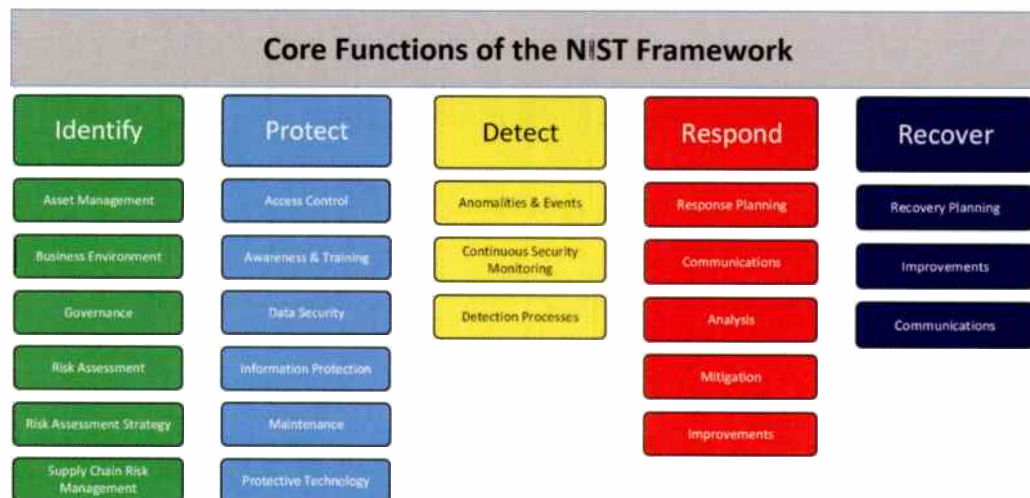 Core Functions of the NIST Framework
Identify
Asset Management
Business Environment
Governance
Risk Assessment
Risk Assessment Strategy
Supply Chain Risk
Management
Protect
Access Control
Awareness & Training
Data Security
Information Protection
Maintenance
Protective Technology
Detect
Anomalities & Events
Continuous Security
Monitoring
Detection Processes
Respond
Response Planning
Communications
Analysis
Mitigation
Improvements
Recover
Recovery Planning
Improvements
Communications